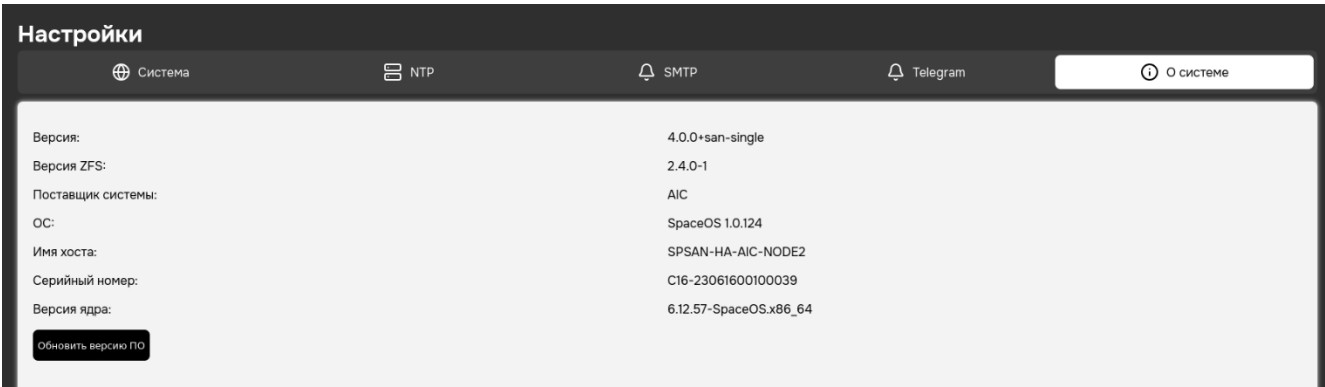 Настройки
Система NTP SMTP Telegram О системе
Версия: 4.0.0+san-single
Версия ZFS: 2.4.0-1
Поставщик системы: AIC
ОС: SpaceOS 1.0.124
Имя хоста: SPSAN-HA-AIC-NODE2
Серийный номер: C16-23061600100039
Версия ядра: 6.12.57-SpaceOS.x86_64
Обновить версию ПО